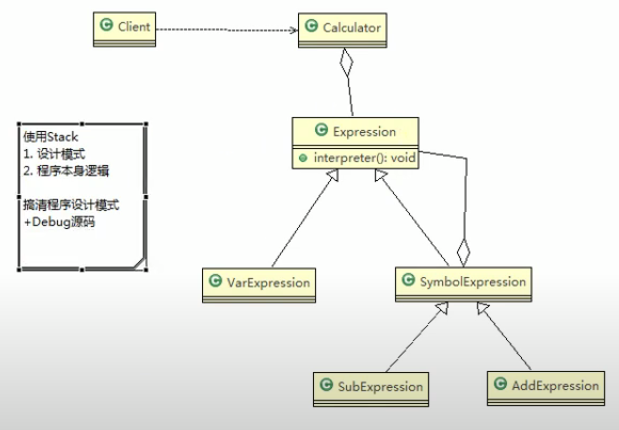 Client
Calculator
Expression
interpreter(): void
使用Stack
1. 设计模式
2. 程序本身逻辑
搞清程序设计模式
+Debug源码
VarExpression
SymbolExpression
SubExpression
AddExpression